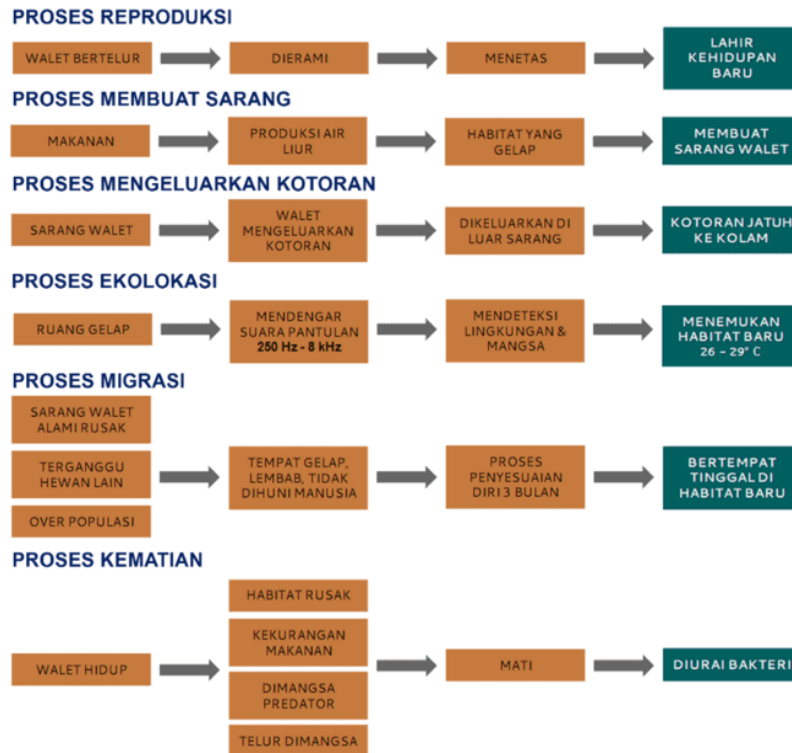 PROSES REPRODUKSI
WALET BERTELUR
DIERAMI
MENETAS
LAHIR
KEHIDUPAN
BARU
PROSES MEMBUAT SARANG
MAKANAN
PRODUKSI AIR
LIUR
HABITAT YANG
GELAP
MEMBUAT
SARANG WALET
PROSES MENGELUARKAN KOTORAN
SARANG WALET
WALET
MENGELUARKAN
KOTORAN
DIKELUARKAN DI
LUAR SARANG
KOTORAN JATUH
KE KOLAM
PROSES EKOLOKASI
RUANG GELAP
MENDENGAR
SUARA PANTULAN
250 Hz - 8 kHz
MENDETEKSI
LINGKUNGAN &
MANGSA
MENEMUKAN
HABITAT BARU
26 – 29° C
PROSES MIGRASI
SARANG WALET
ALAMI RUSAK
TERGANGGU
HEWAN LAIN
OVER POPULASI
TEMPAT GELAP,
LEMBAB, TIDAK
DIHUNI MANUSIA
PROSES
PENYESUAIAN
DIRI 3 BULAN
BERTEMPAT
TINGGAL DI
HABITAT BARU
PROSES KEMATIAN
WALET HIDUP
HABITAT RUSAK
KEKURANGAN
MAKANAN
DIMANGSA
PREDATOR
TELUR DIMANGSA
MATI
DIURAI BAKTERI